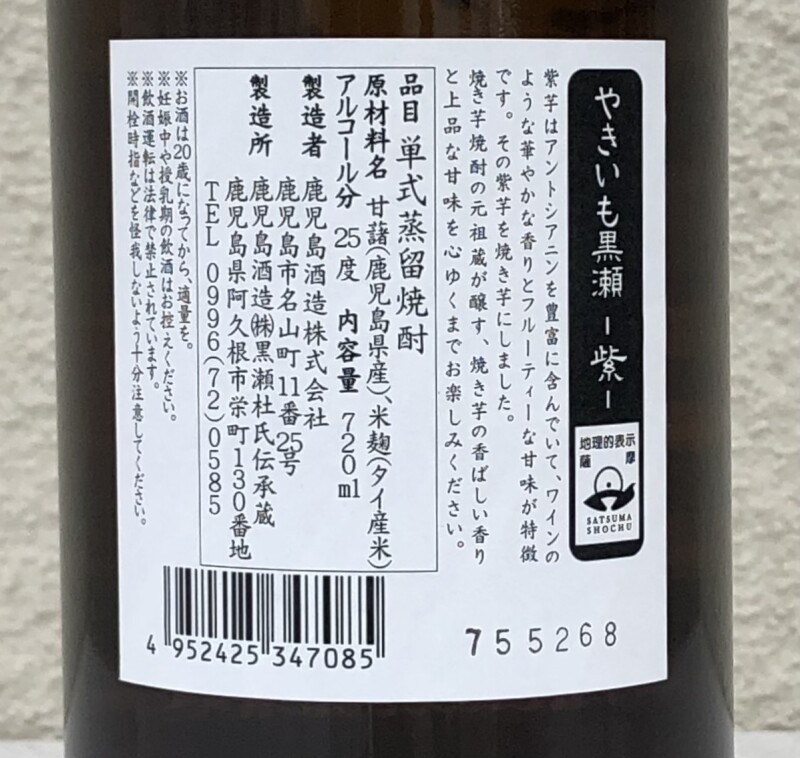 やきいも黒瀬 ー紫ー
地理的表示
薩摩
SATSUMA
SHOCHU
紫芋はアントシアニンを豊富に含んでいて、ワインの
ような華やかな香りとフルーティーな甘味が特徴
です。その紫芋を焼き芋にしました。
焼き芋焼酎の元祖蔵が醸す、焼き芋の香ばしい香り
と上品な甘味を心ゆくまでお楽しみください。
品目 単式蒸留焼酎
原材料名 甘藷(鹿児島県産)、米麹(タイ産米)
アルコール分 25度 内容量 720ml
製造者 鹿児島酒造株式会社
鹿児島市名山町11番25号
製造所 鹿児島酒造㈱黒瀬杜氏伝承蔵
鹿児島県阿久根市栄町130番地
TEL 0996(72)0585
※お酒は20歳になってから、適量を。
※妊娠中や授乳期の飲酒はお控えください。
※飲酒運転は法律で禁止されています。
※開栓時指などを怪我しないよう十分注意してください。
4 952425 347085
755268